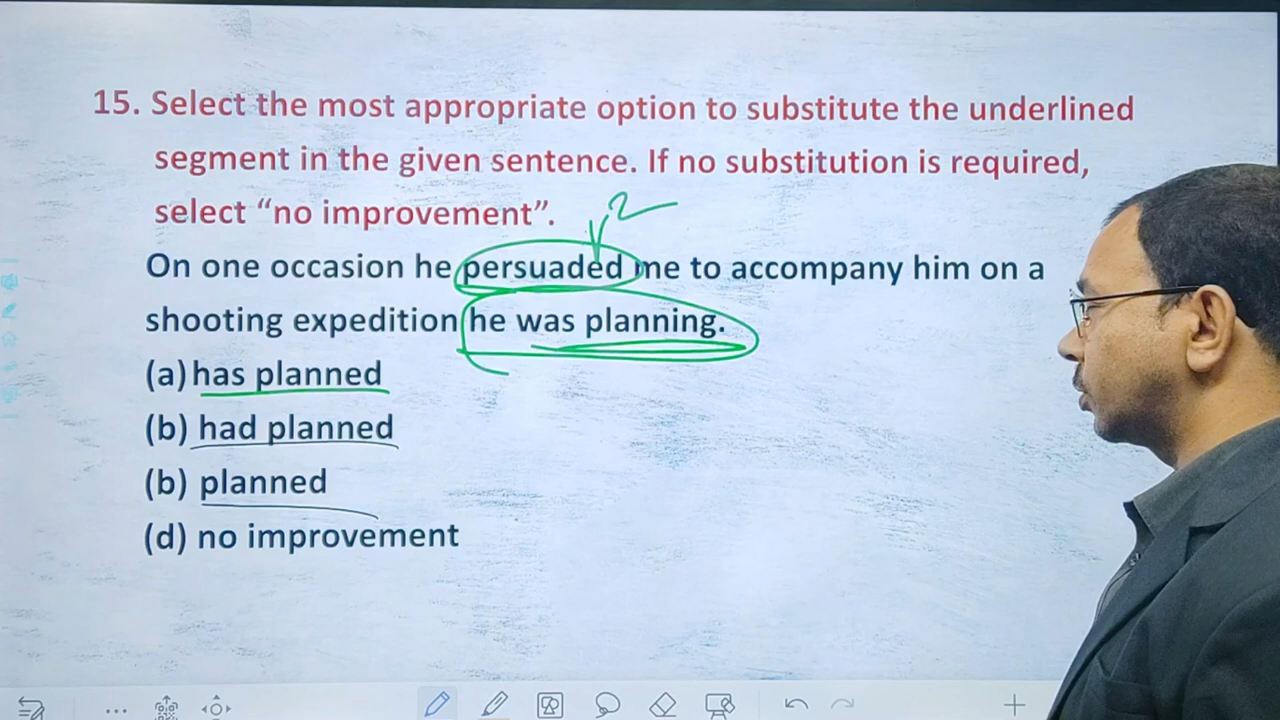 15. Select the most appropriate option to substitute the underlined
segment in the given sentence. If no substitution is required,
select “no improvement”.
2
On one occasion he persuaded me to accompany him on a
shooting expedition he was planning.
(a) has planned
(b) had planned
(b) planned
(d) no improvement